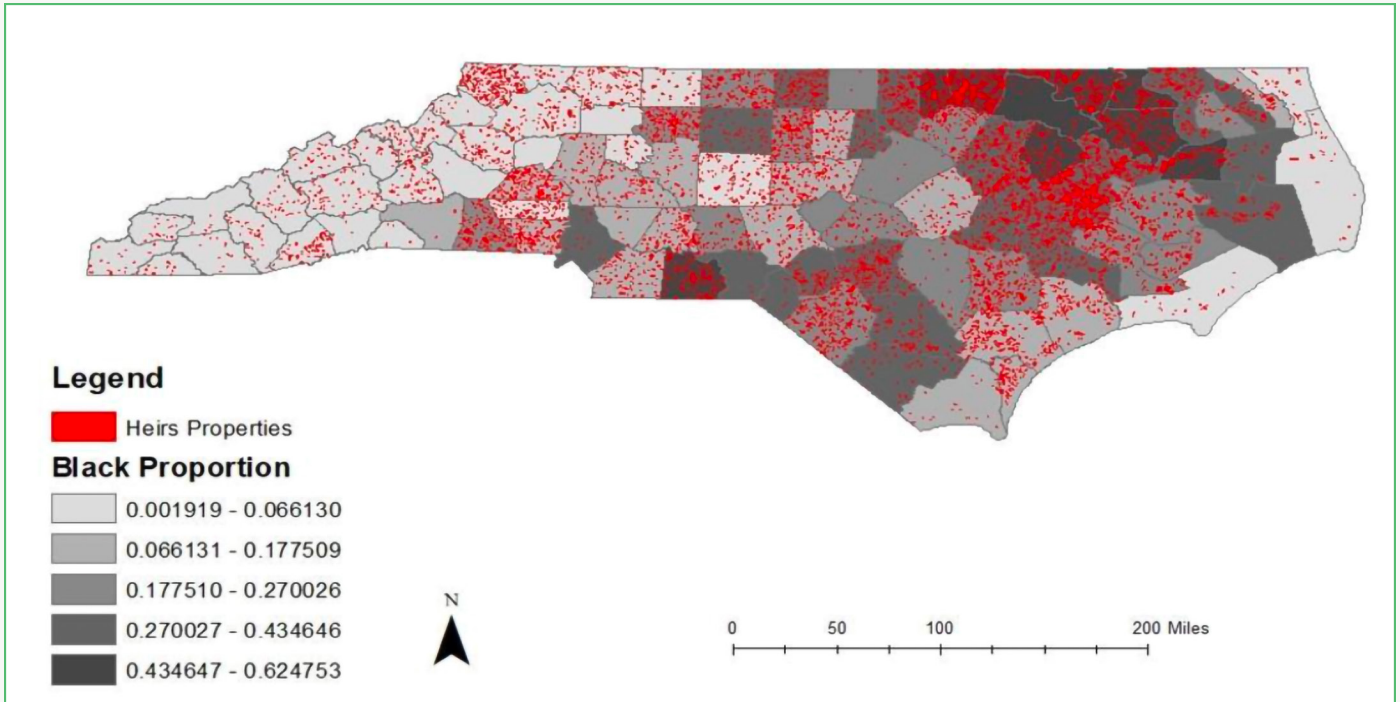 Legend
Heirs Properties
Black Proportion
0.001919 - 0.066130
0.066131 - 0.177509
0.177510 - 0.270026
0.270027 - 0.434646
0.434647 - 0.624753
N
0 50 100 200 Miles